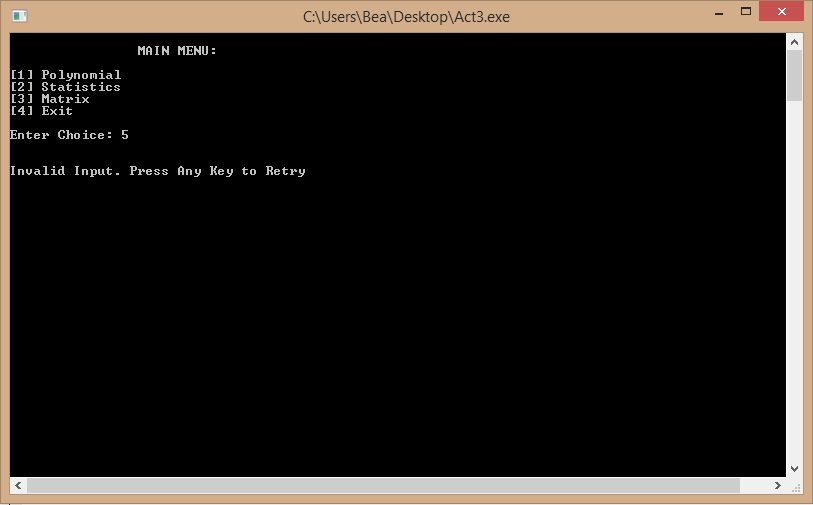 C:\Users\Bea\Desktop\Act3.exe
MAIN MENU:
[1] Polynomial
[2] Statistics
[3] Matrix
[4] Exit
Enter Choice: 5
Invalid Input. Press Any Key to Retry